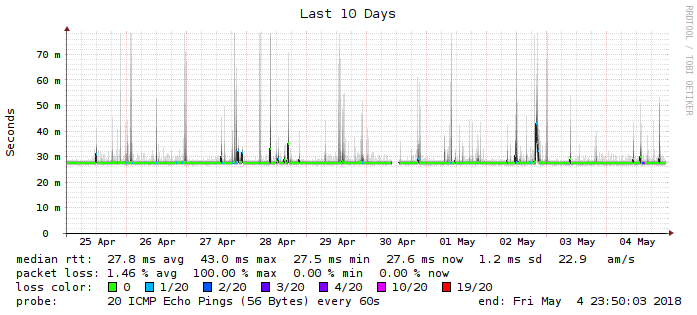 Last 10 Days
RRDTOOL / TOBI OETIKER
Seconds
70 m
60 m
50 m
40 m
30 m
20 m
10 m
0
25 Apr 26 Apr 27 Apr 28 Apr 29 Apr 30 Apr 01 May 02 May 03 May 04 May
median rtt: 27.8 ms avg 43.0 ms max 27.5 ms min 27.6 ms now 1.2 ms sd 22.9 am/s
packet loss: 1.46 % avg 100.00 % max 0.00 % min 0.00 % now
loss color: 0 1/20 2/20 3/20 4/20 10/20 19/20
probe: 20 ICMP Echo Pings (56 Bytes) every 60s end: Fri May 4 23:50:03 2018